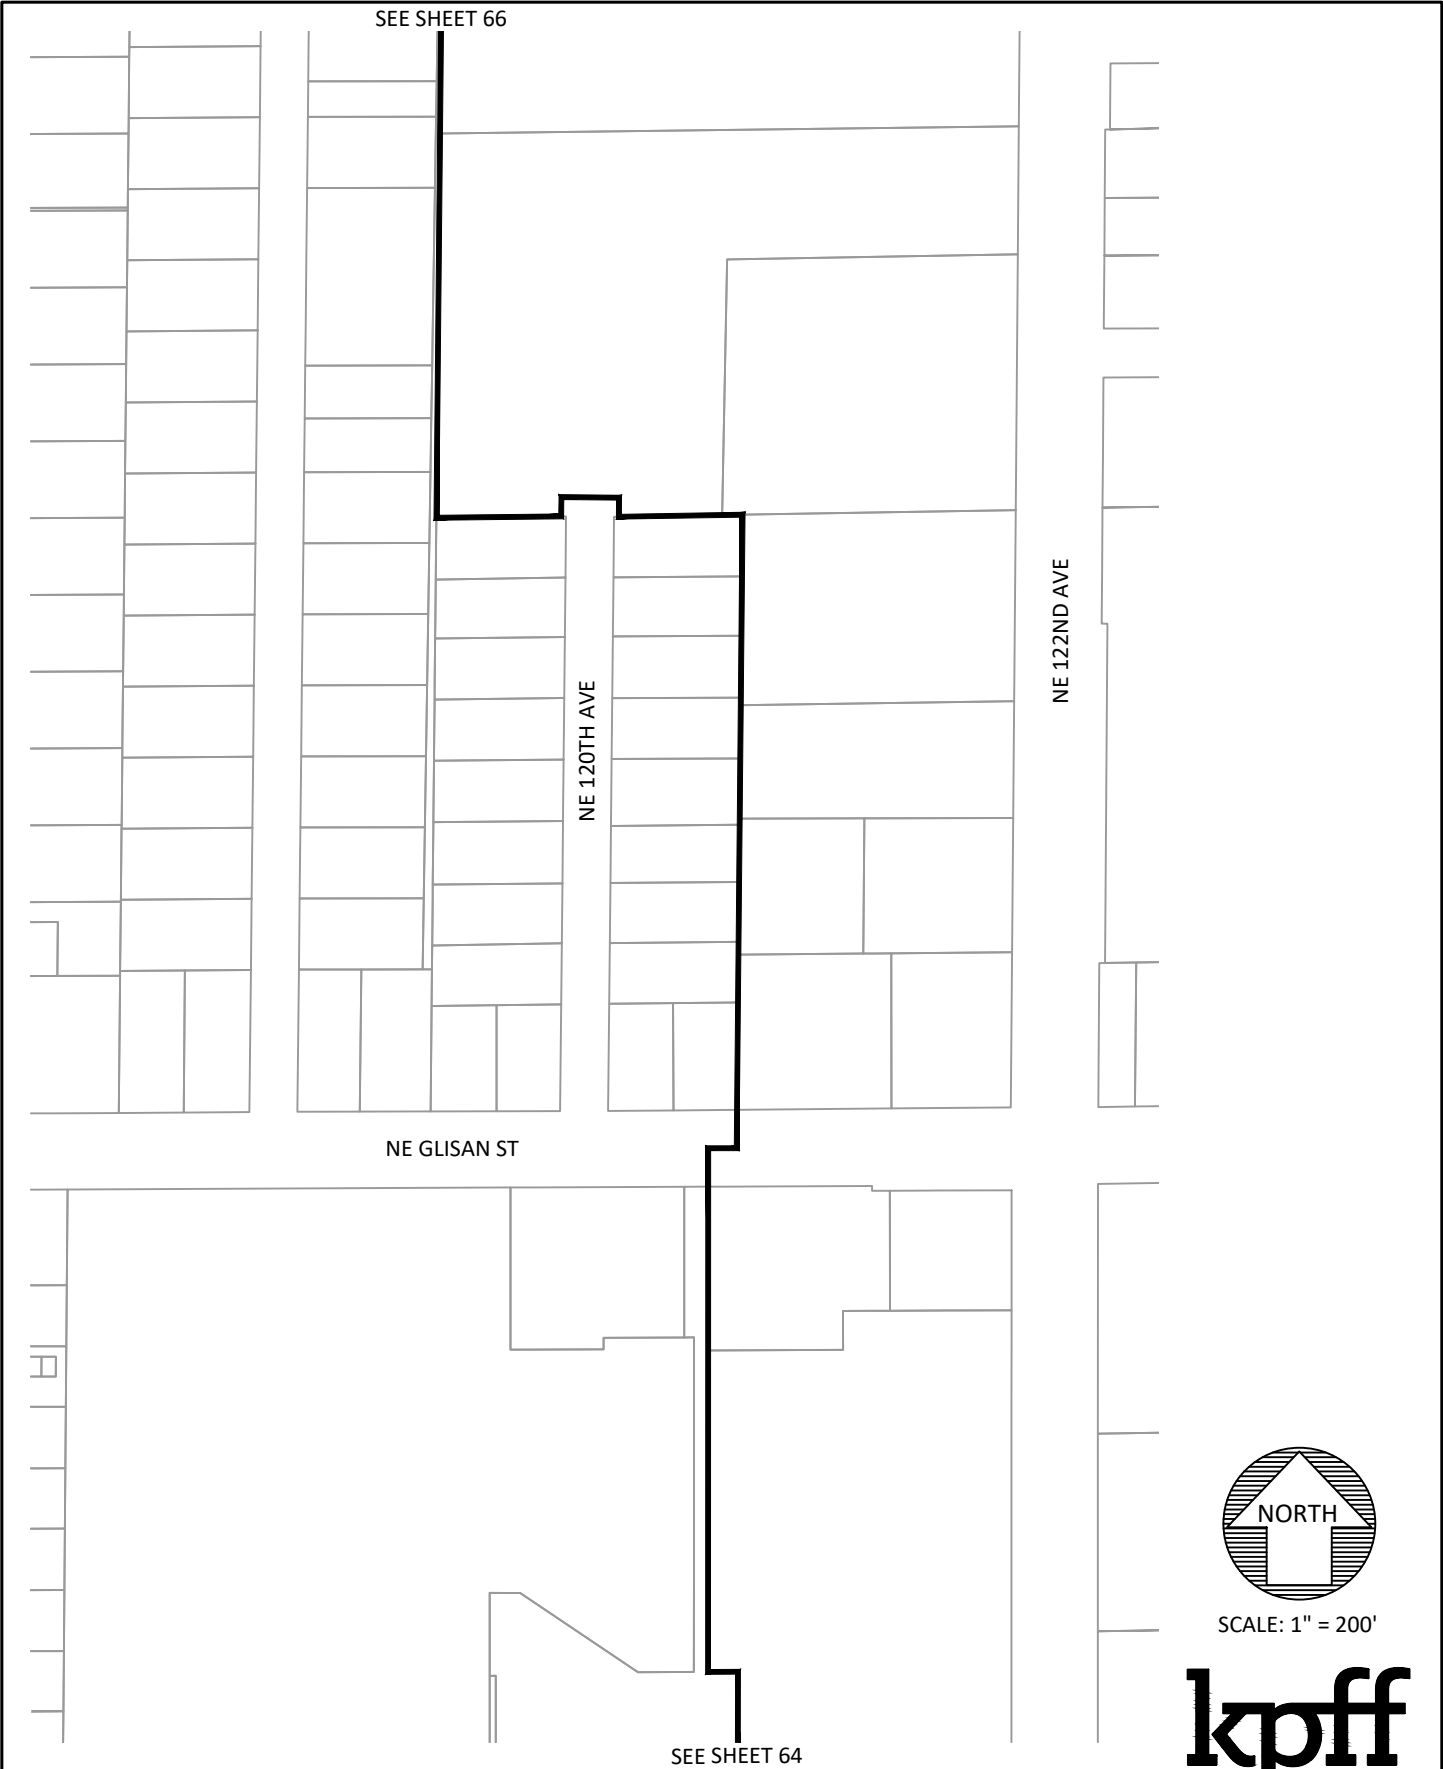 SEE SHEET 66
NE 122ND AVE
NE 120TH AVE
NE GLISAN ST
NORTH
SCALE: 1" = 200'
kpff
SEE SHEET 64